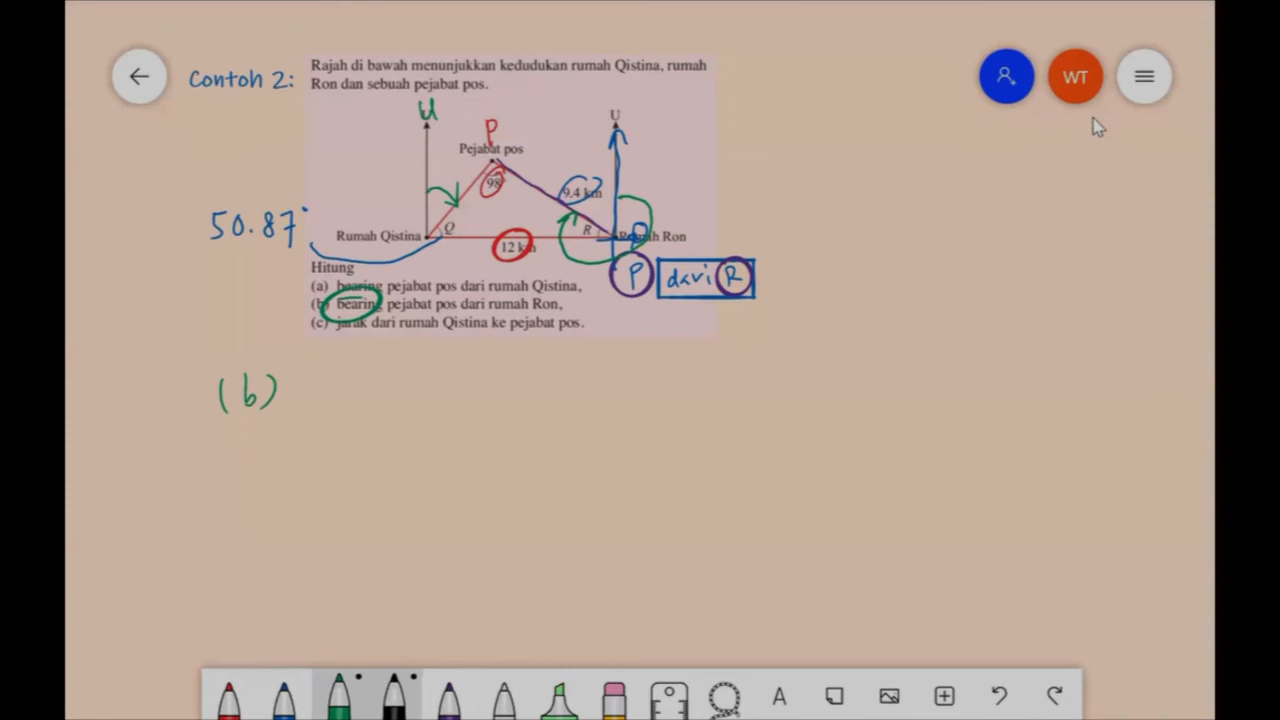 Contoh 2:
Rajah di bawah menunjukkan kedudukan rumah Qistina, rumah
Ron dan sebuah pejabat pos.
WT
U
U
P
Pejabat pos
98
9.4 km
50.87°
Rumah Qistina
Q
R
Rumah Ron
12 km
Hitung
P dari R
(a) bearing pejabat pos dari rumah Qistina,
(b) bearing pejabat pos dari rumah Ron,
(c) jarak dari rumah Qistina ke pejabat pos.
(b)
A